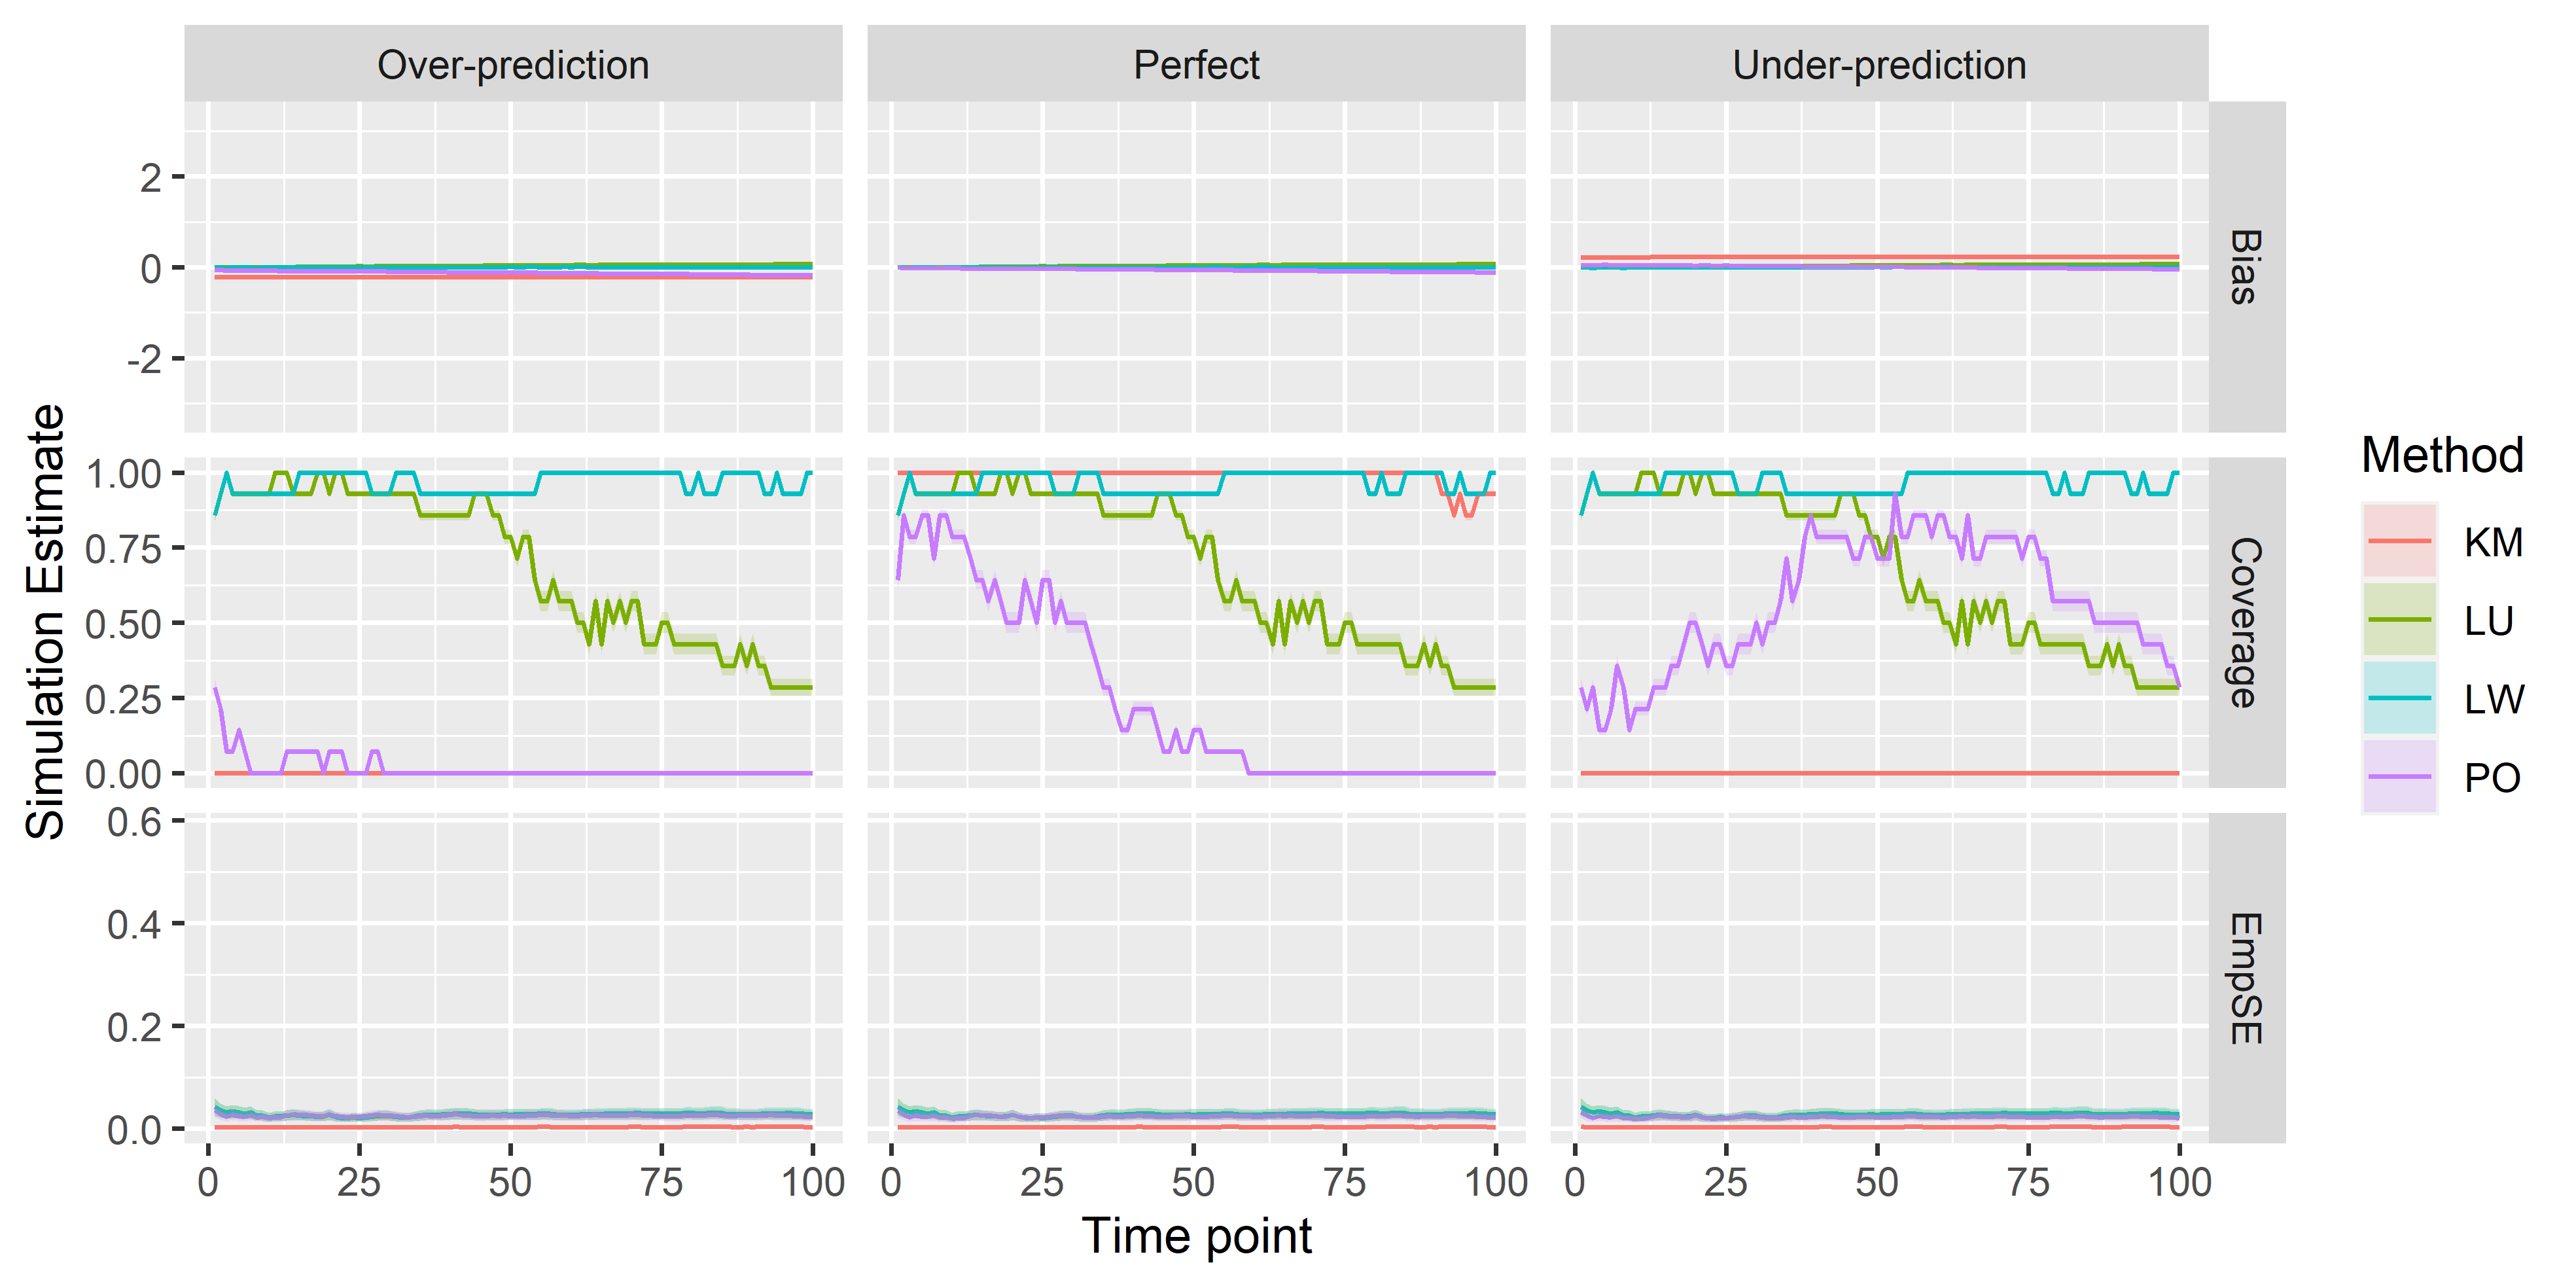 Over-prediction
Perfect
Under-prediction
2
0
-2
Bias
1.00
0.75
0.50
0.25
0.00
Coverage
0.6
0.4
0.2
0.0
EmpSE
0 25 50 75 100
0 25 50 75 100
0 25 50 75 100
Time point
Simulation Estimate
Method
KM
LU
LW
PO